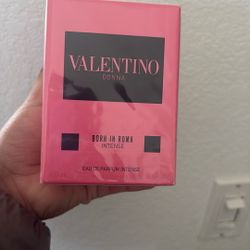 VALENTINO
DONNA
BORN IN ROMA
INTENSE
EAU DE PARFUM INTENSE